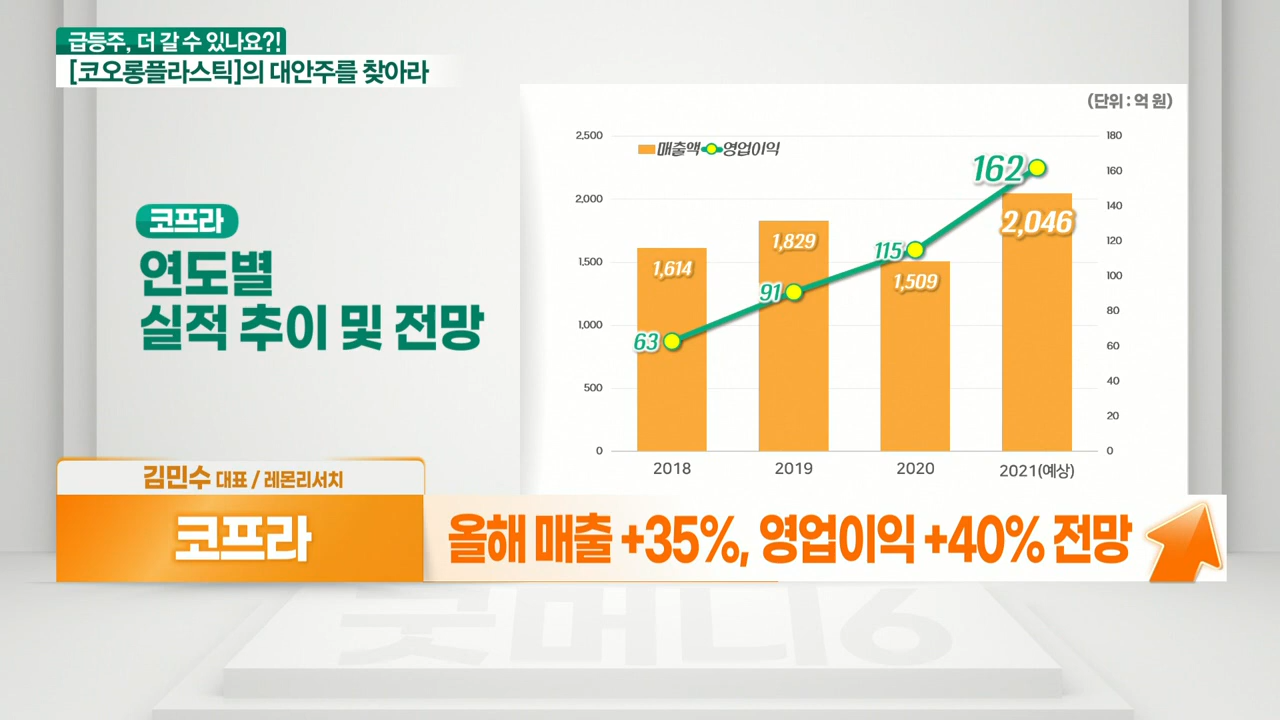 급등주, 더 갈 수 있나요?!
[코오롱플라스틱]의 대안주를 찾아라
(단위 : 억 원)
코프라
연도별
실적 추이 및 전망
매출액 영업이익
2,500
2,000
1,500
1,000
500
0
180
160
140
120
100
80
60
40
20
0
1,614
1,829
1,509
2,046
63
91
115
162
2018 2019 2020 2021(예상)
김민수 대표 / 레몬리서치
코프라
올해 매출 +35%, 영업이익 +40% 전망
굿머니6